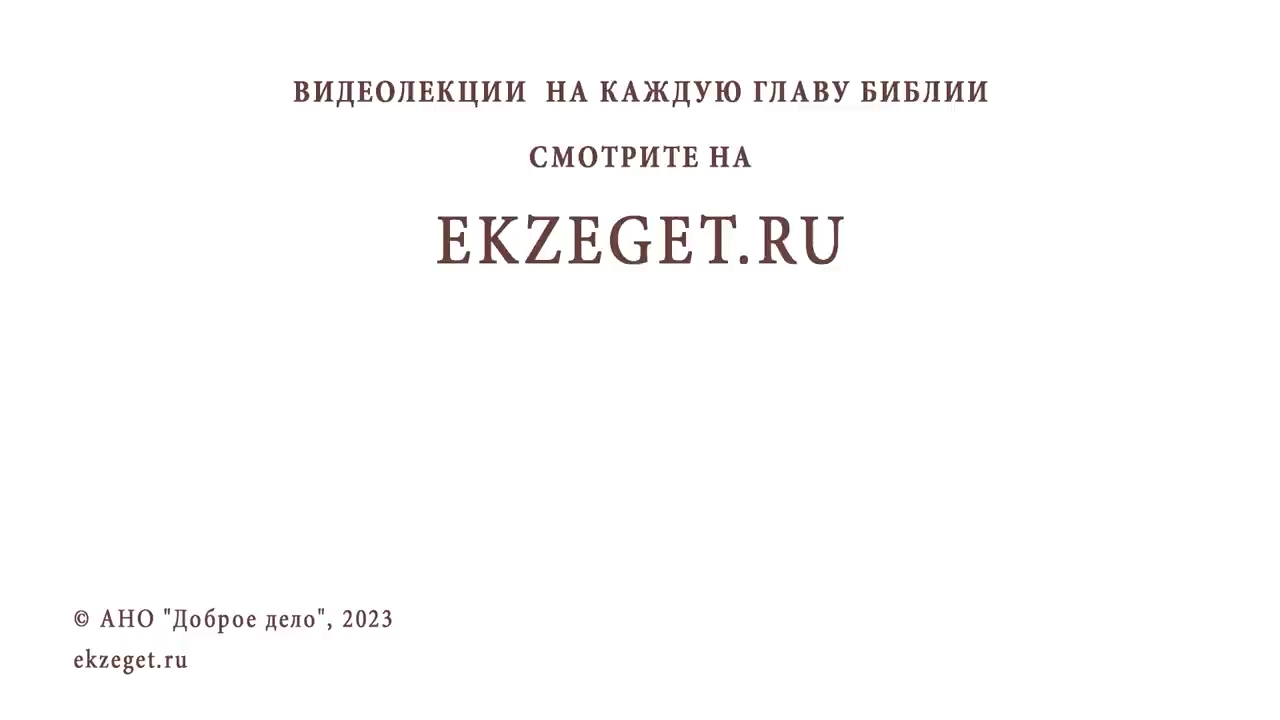 ВИДЕОЛЕКЦИИ НА КАЖДУЮ ГЛАВУ БИБЛИИ
СМОТРИТЕ НА
EKZEGET.RU
© АНО "Доброе дело", 2023
ekzeget.ru